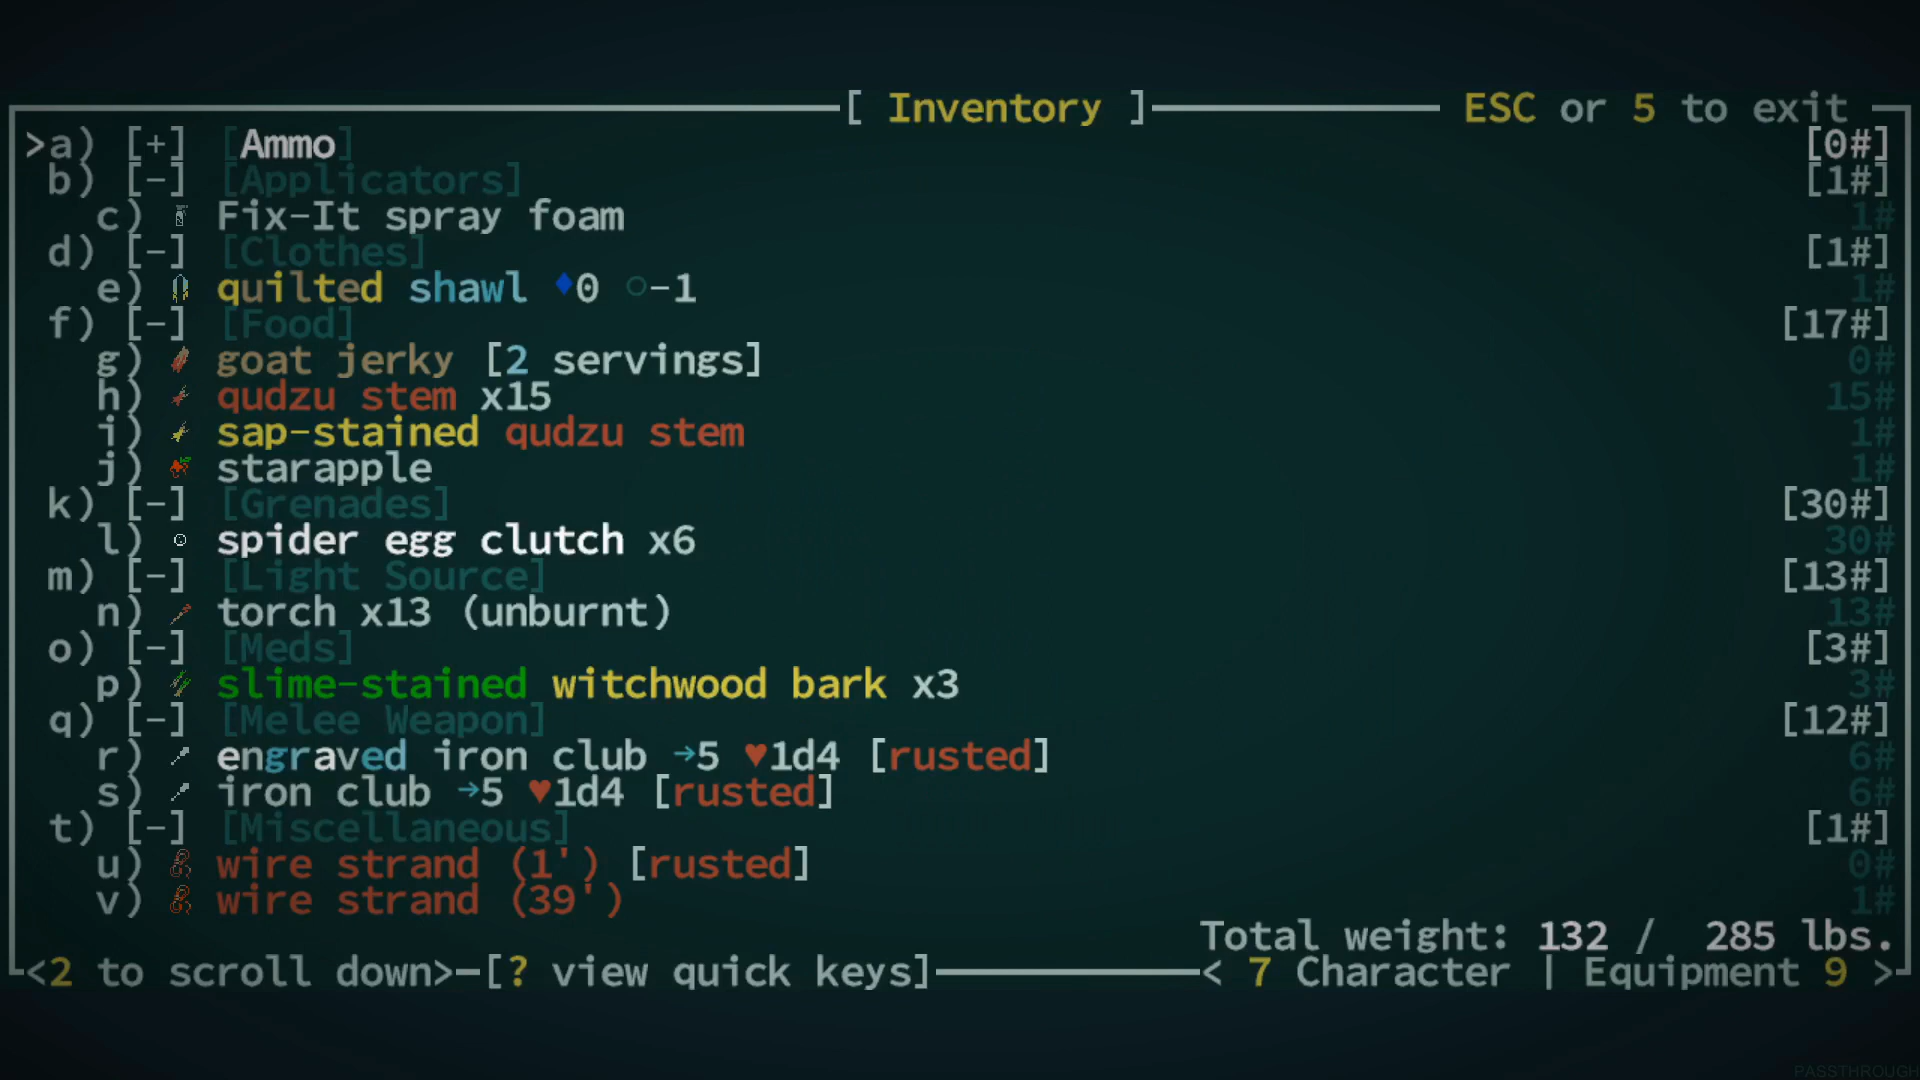 [ Inventory ] ESC or 5 to exit
>a) [+] [Ammo] [0#]
b) [-] [Applicators] [1#]
c) Fix-It spray foam 1#
d) [-] [Clothes] [1#]
e) quilted shawl ♦0 ○-1 1#
f) [-] [Food] [17#]
g) goat jerky [2 servings] 0#
h) qudzu stem x15 15#
i) sap-stained qudzu stem 1#
j) starapple 1#
k) [-] [Grenades] [30#]
l) spider egg clutch x6 30#
m) [-] [Light Source] [13#]
n) torch x13 (unburnt) 13#
o) [-] [Meds] [3#]
p) slime-stained witchwood bark x3 3#
q) [-] [Melee Weapon] [12#]
r) engraved iron club →5 ♥1d4 [rusted] 6#
s) iron club →5 ♥1d4 [rusted] 6#
t) [-] [Miscellaneous] [1#]
u) wire strand (1') [rusted] 0#
v) wire strand (39') 1#
Total weight: 132 / 285 lbs.
<2 to scroll down> [? view quick keys] < 7 Character | Equipment 9 >
PASSTHROUGH